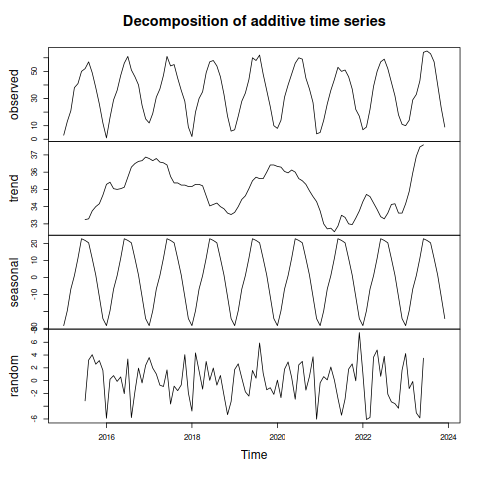 Decomposition of additive time series
observed
0 10 30 50
trend
33 34 35 36 37
seasonal
-10 0 10 20
random
-6 -2 0 2 4 6
2016 2018 2020 2022 2024
Time